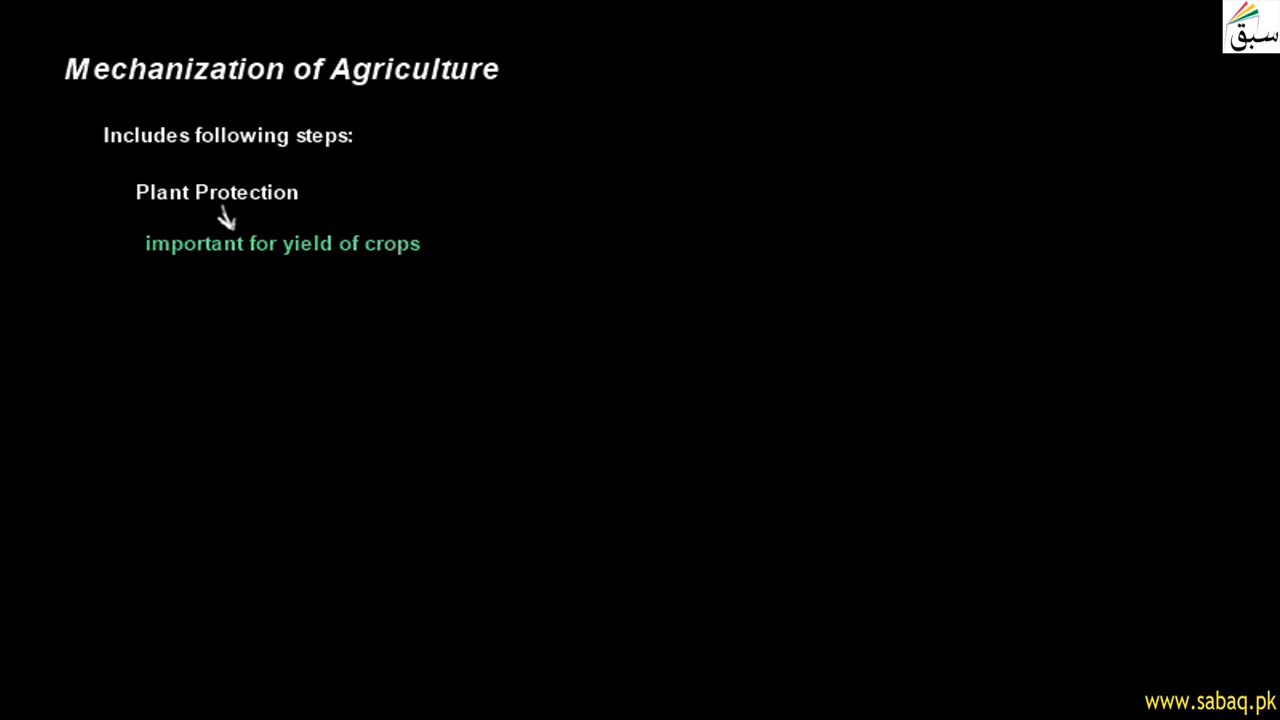 سبق
Mechanization of Agriculture
Includes following steps:
Plant Protection
important for yield of crops
www.sabaq.pk